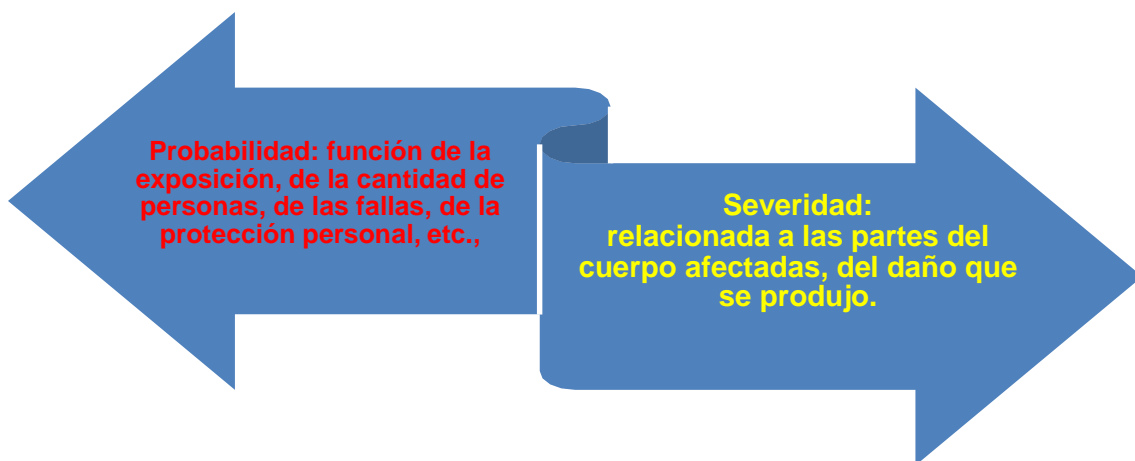 Probabilidad: función de la
exposición, de la cantidad de
personas, de las fallas, de la
protección personal, etc.,
Severidad:
relacionada a las partes del
cuerpo afectadas, del daño que
se produjo.